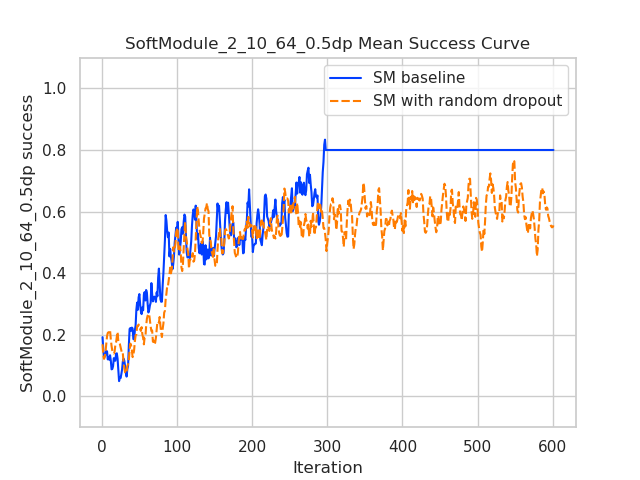 SoftModule_2_10_64_0.5dp Mean Success Curve
SM baseline
SM with random dropout
SoftModule_2_10_64_0.5dp success
1.0
0.8
0.6
0.4
0.2
0.0
0 100 200 300 400 500 600
Iteration